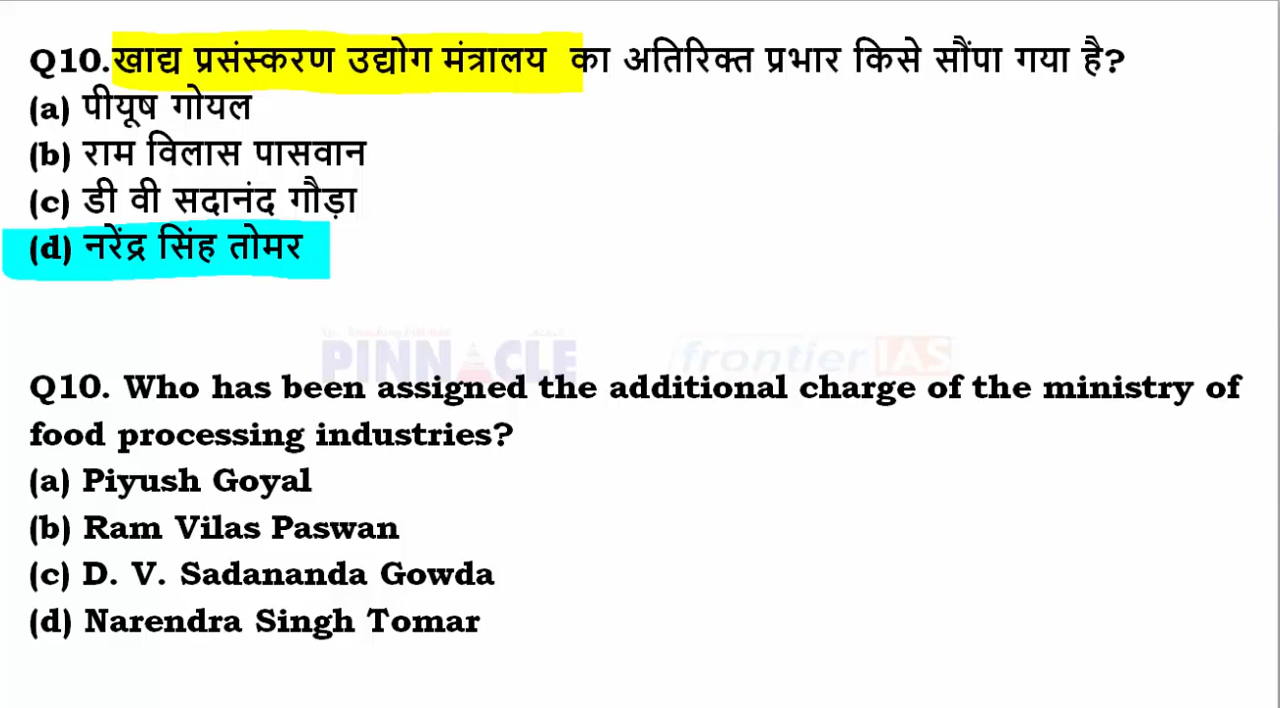 Q10.खाद्य प्रसंस्करण उद्योग मंत्रालय का अतिरिक्त प्रभार किसे सौंपा गया है?
(a) पीयूष गोयल
(b) राम विलास पासवान
(c) डी वी सदानंद गौड़ा
(d) नरेंद्र सिंह तोमर
PINNACLE frontier IAS
Q10. Who has been assigned the additional charge of the ministry of
food processing industries?
(a) Piyush Goyal
(b) Ram Vilas Paswan
(c) D. V. Sadananda Gowda
(d) Narendra Singh Tomar